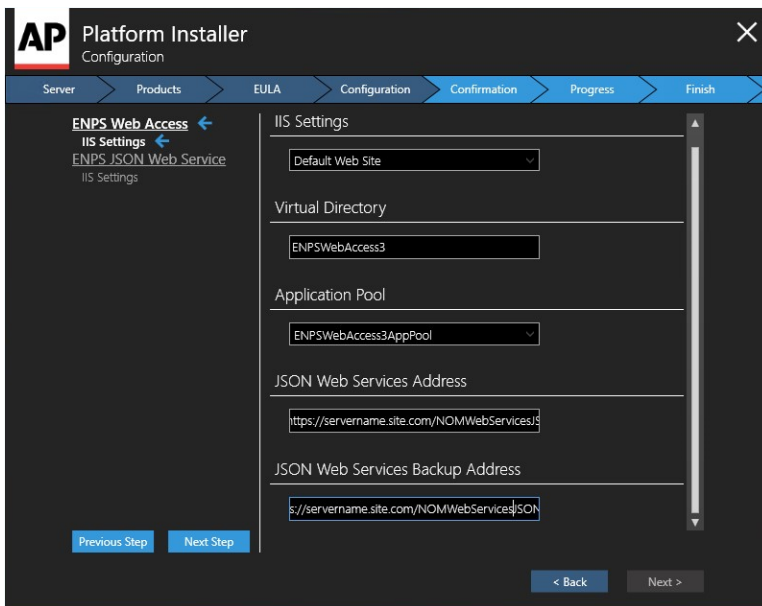 AP
Platform Installer
Configuration
Server Products EULA Configuration Confirmation Progress Finish
ENPS Web Access
IIS Settings
ENPS JSON Web Service
IIS Settings
IIS Settings
Default Web Site
Virtual Directory
ENPSWebAccess3
Application Pool
ENPSWebAccess3AppPool
JSON Web Services Address
https://servername.site.com/NOMWebServicesJS
JSON Web Services Backup Address
s://servername.site.com/NOMWebServicesJSON
Previous Step Next Step
< Back Next >